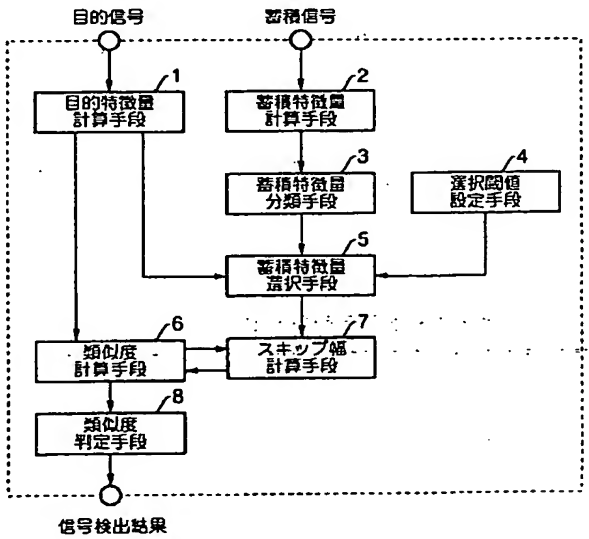 目的信号
蓄積信号
1
目的特徴量
計算手段
2
蓄積特徴量
計算手段
3
蓄積特徴量
分類手段
4
選択閾値
設定手段
5
蓄積特徴量
選択手段
6
類似度
計算手段
7
スキップ幅
計算手段
8
類似度
判定手段
信号検出結果